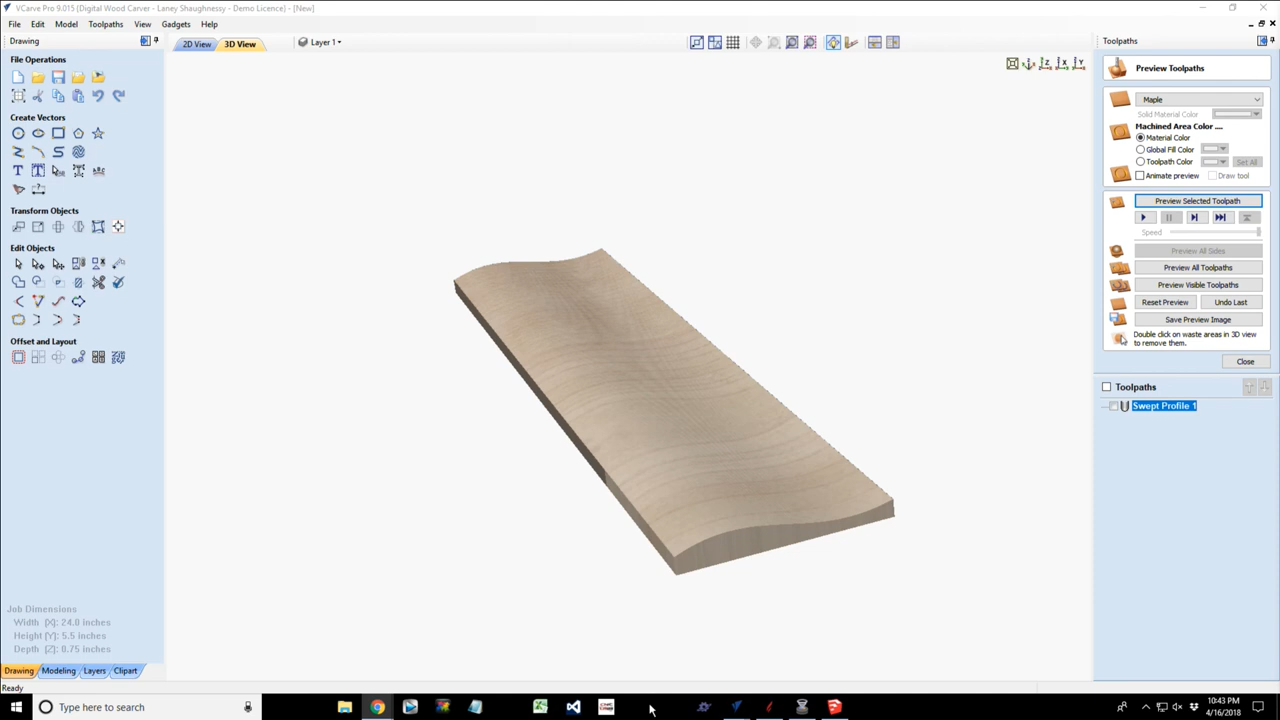 VCarve Pro 9.015 {Digital Wood Carver - Laney Shaughnessy - Demo Licence} - [New]
File Edit Model Toolpaths View Gadgets Help
Drawing
2D View
3D View
Layer 1
Toolpaths
File Operations
Create Vectors
Transform Objects
Edit Objects
Offset and Layout
Z
X
Y
Preview Toolpaths
Maple
Solid Material Color
Machined Area Color ....
Material Color
Global Fill Color
Toolpath Color
Set All
Animate preview
Draw tool
Preview Selected Toolpath
Speed
Preview All Sides
Preview All Toolpaths
Preview Visible Toolpaths
Reset Preview
Undo Last
Save Preview Image
Double click on waste areas in 3D view
to remove them.
Close
Toolpaths
Swept Profile 1
Job Dimensions
Width (X): 24.0 inches
Height (Y): 5.5 inches
Depth (Z): 0.75 inches
Drawing Modeling Layers Clipart
Ready
Type here to search
10:43 PM
4/16/2018